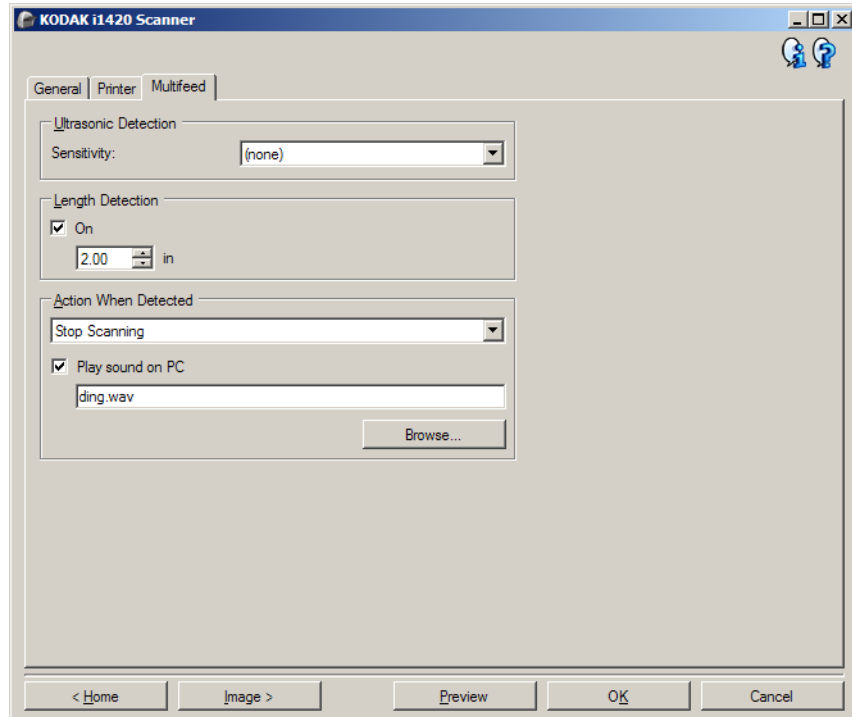 KODAK i1420 Scanner
General Printer Multifeed
Ultrasonic Detection
Sensitivity: (none)
Length Detection
On
2.00 in
Action When Detected
Stop Scanning
Play sound on PC
ding.wav
Browse...
< Home Image > Preview OK Cancel